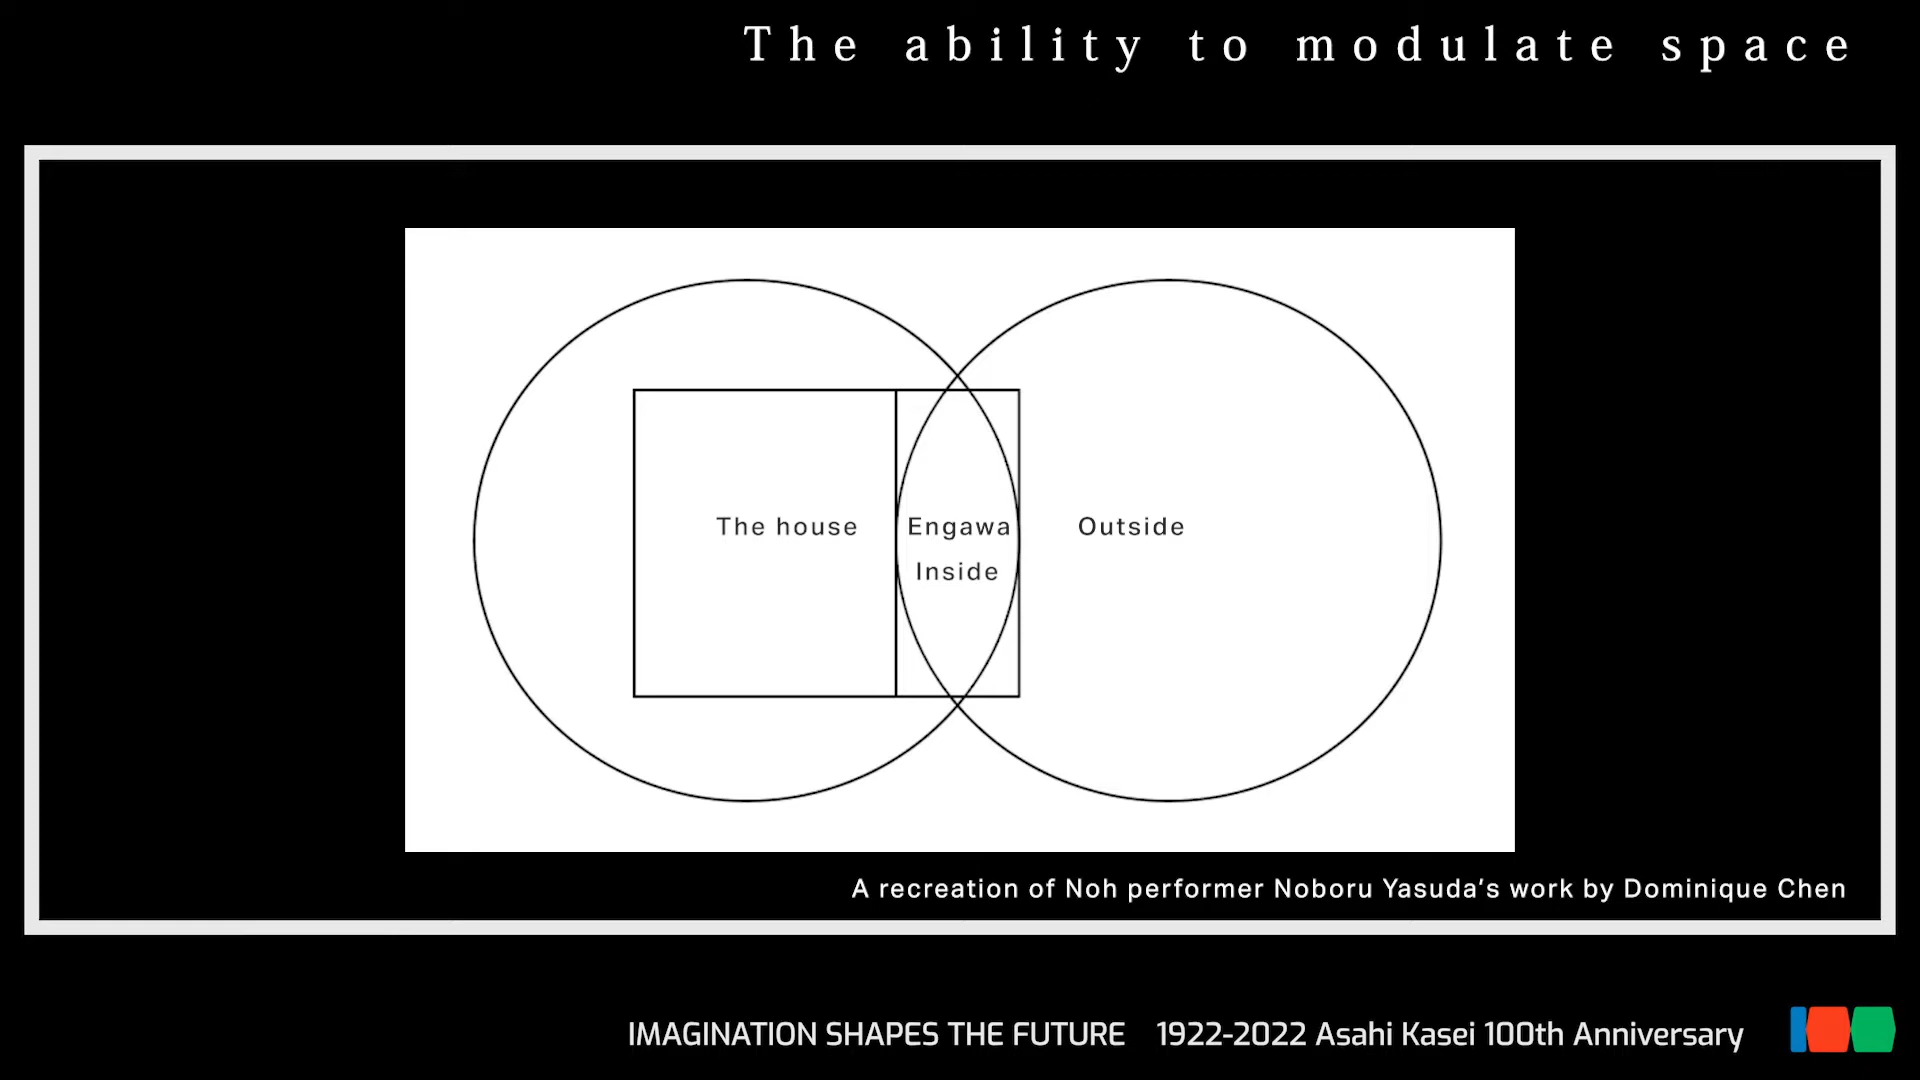 The ability to modulate space
The house
Engawa
Inside
Outside
A recreation of Noh performer Noboru Yasuda's work by Dominique Chen
IMAGINATION SHAPES THE FUTURE 1922-2022 Asahi Kasei 100th Anniversary